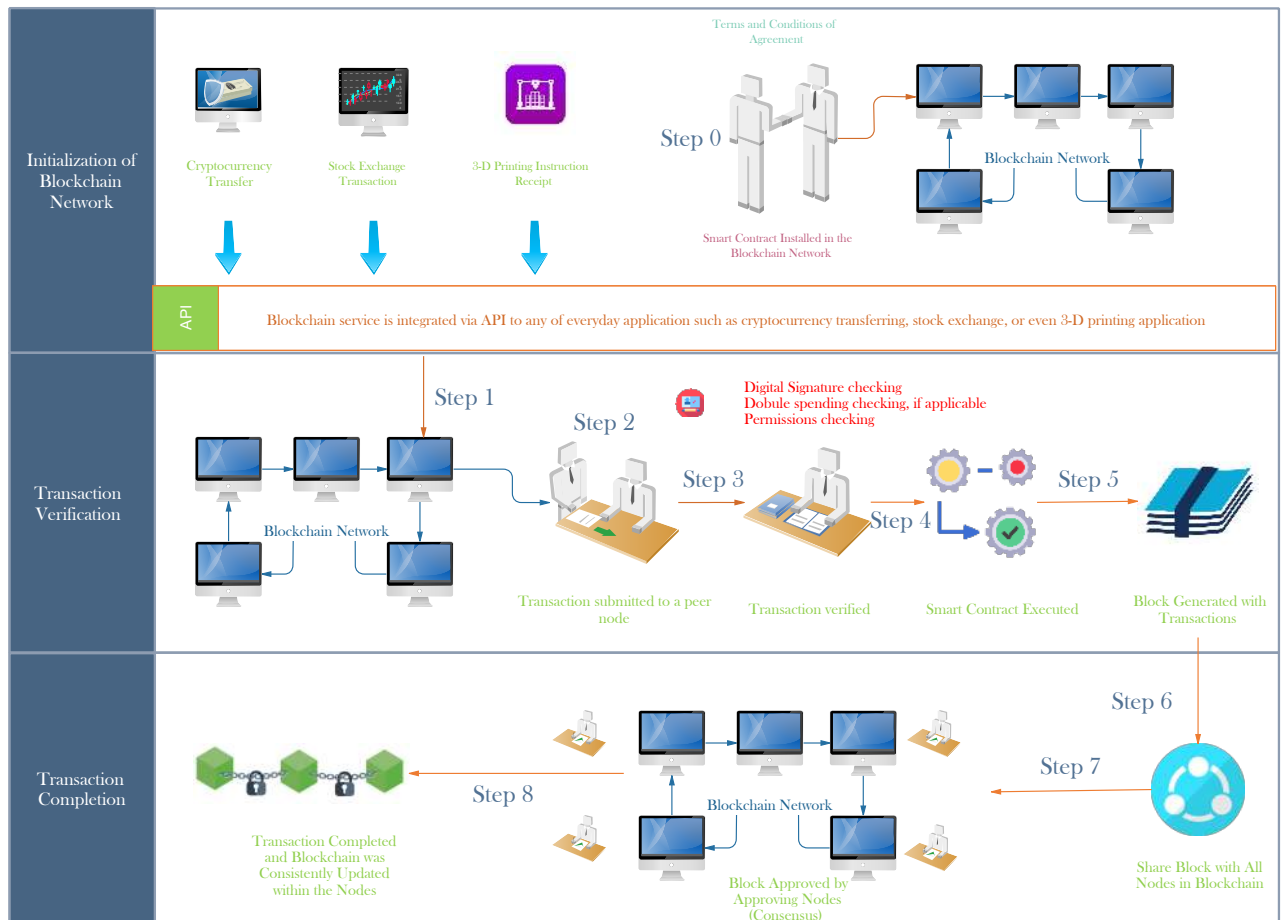 Initialization of
Blockchain
Network
Cryptocurrency
Transfer
Stock Exchange
Transaction
3-D Printing Instruction
Receipt
Terms and Conditions of
Agreement
Step 0
Smart Contract Installed in the
Blockchain Network
Blockchain Network
API
Blockchain service is integrated via API to any of everyday application such as cryptocurrency transferring, stock exchange, or even 3-D printing application
Transaction
Verification
Step 1
Blockchain Network
Step 2
Transaction submitted to a peer
node
Digital Signature checking
Dobule spending checking, if applicable
Permissions checking
Step 3
Transaction verified
Step 4
Smart Contract Executed
Step 5
Block Generated with
Transactions
Transaction
Completion
Step 6
Share Block with All
Nodes in Blockchain
Step 7
Blockchain Network
Block Approved by
Approving Nodes
(Consensus)
Step 8
Transaction Completed
and Blockchain was
Consistently Updated
within the Nodes